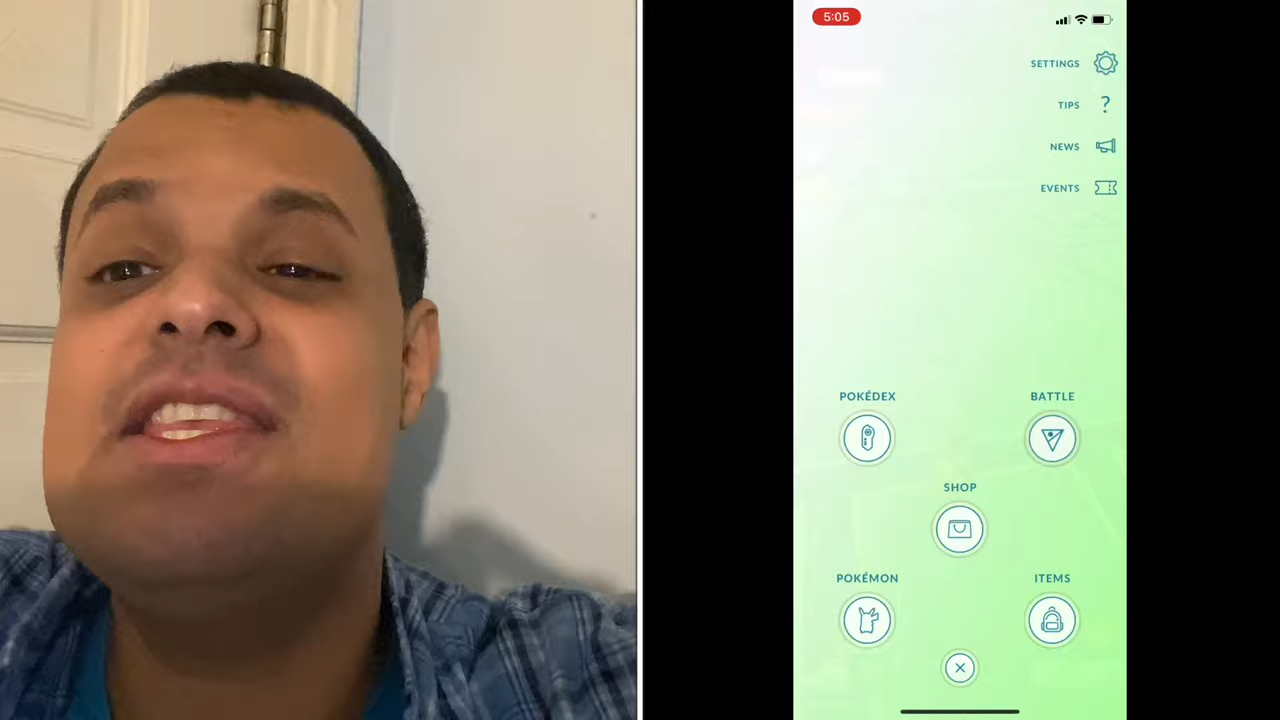 5:05
SETTINGS
TIPS
?
NEWS
EVENTS
POKÉDEX
BATTLE
SHOP
POKÉMON
ITEMS